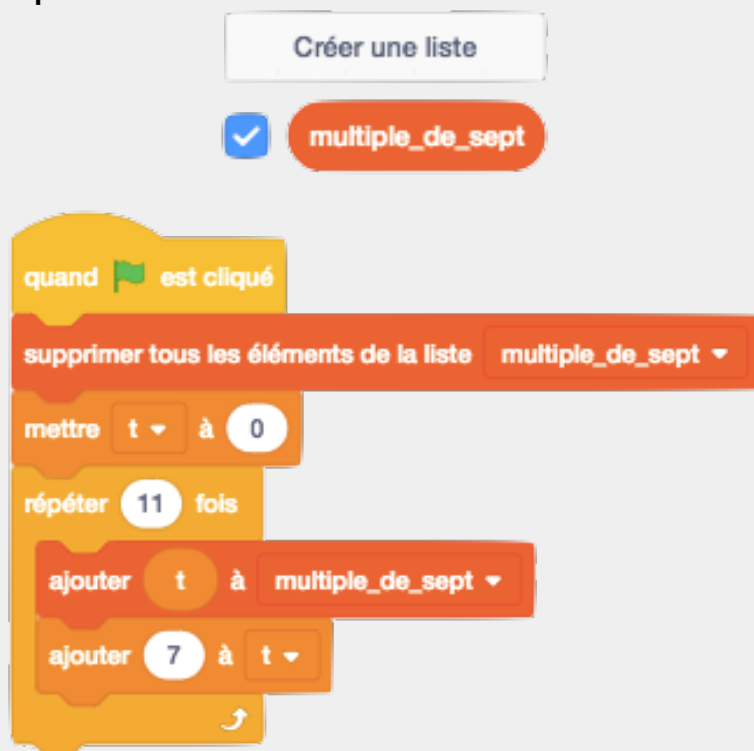 Créer une liste
multiple_de_sept
quand est cliqué
supprimer tous les éléments de la liste multiple_de_sept
mettre t à 0
répéter 11 fois
ajouter t à multiple_de_sept
ajouter 7 à t